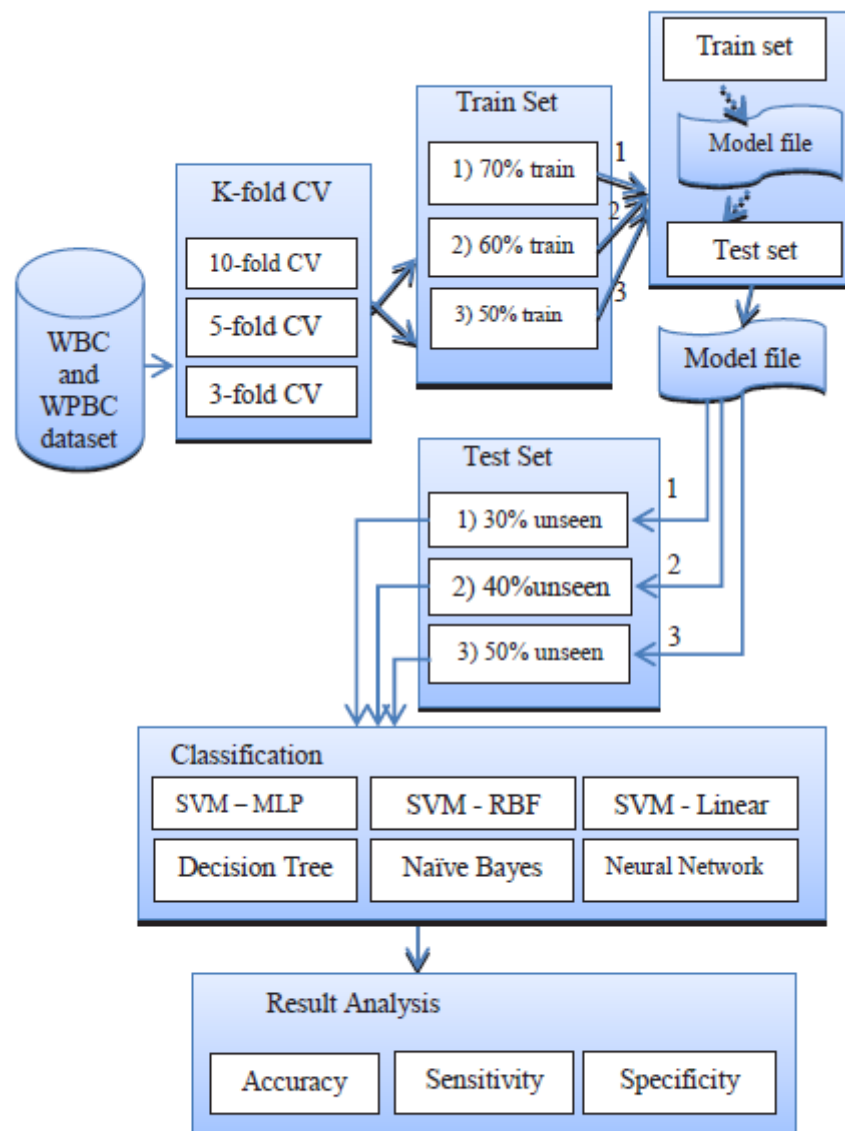 Train set
Model file
Test set
Train Set
1) 70% train
2) 60% train
3) 50% train
1
2
3
K-fold CV
10-fold CV
5-fold CV
3-fold CV
WBC
and
WPBC
dataset
Model file
Test Set
1) 30% unseen
2) 40%unseen
3) 50% unseen
1
2
3
Classification
SVM – MLP
SVM - RBF
SVM - Linear
Decision Tree
Naïve Bayes
Neural Network
Result Analysis
Accuracy
Sensitivity
Specificity